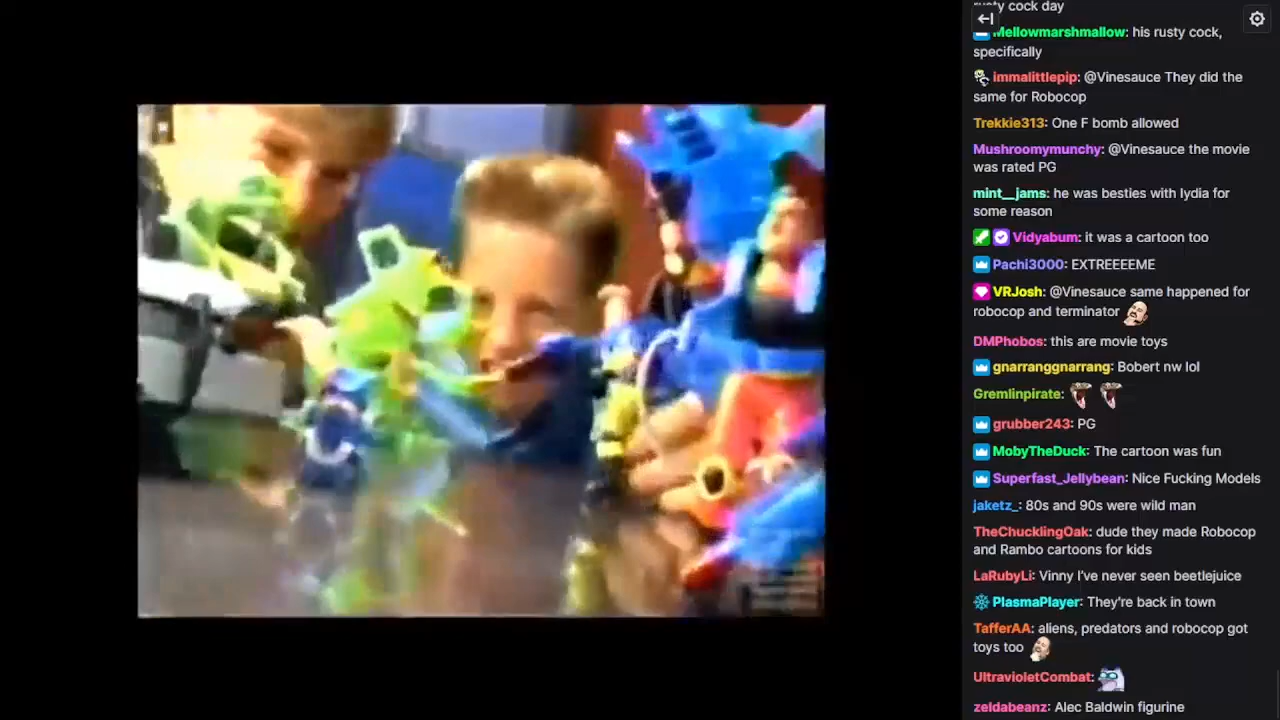 rusty cock day
Mellowmarshmallow: his rusty cock,
specifically
immalittlepip: @Vinesauce They did the
same for Robocop
Trekkie313: One F bomb allowed
Mushroomymunchy: @Vinesauce the movie
was rated PG
mint__jams: he was besties with lydia for
some reason
Vidyabum: it was a cartoon too
Pachi3000: EXTREEEEME
VRJosh: @Vinesauce same happened for
robocop and terminator
DMPhobos: this are movie toys
gnarranggnarrang: Bobert nw lol
Gremlinpirate:
grubber243: PG
MobyTheDuck: The cartoon was fun
Superfast_Jellybean: Nice Fucking Models
jaketz_: 80s and 90s were wild man
TheChucklingOak: dude they made Robocop
and Rambo cartoons for kids
LaRubyLi: Vinny I've never seen beetlejuice
PlasmaPlayer: They're back in town
TafferAA: aliens, predators and robocop got
toys too
UltravioletCombat:
zeldabeanz: Alec Baldwin figurine